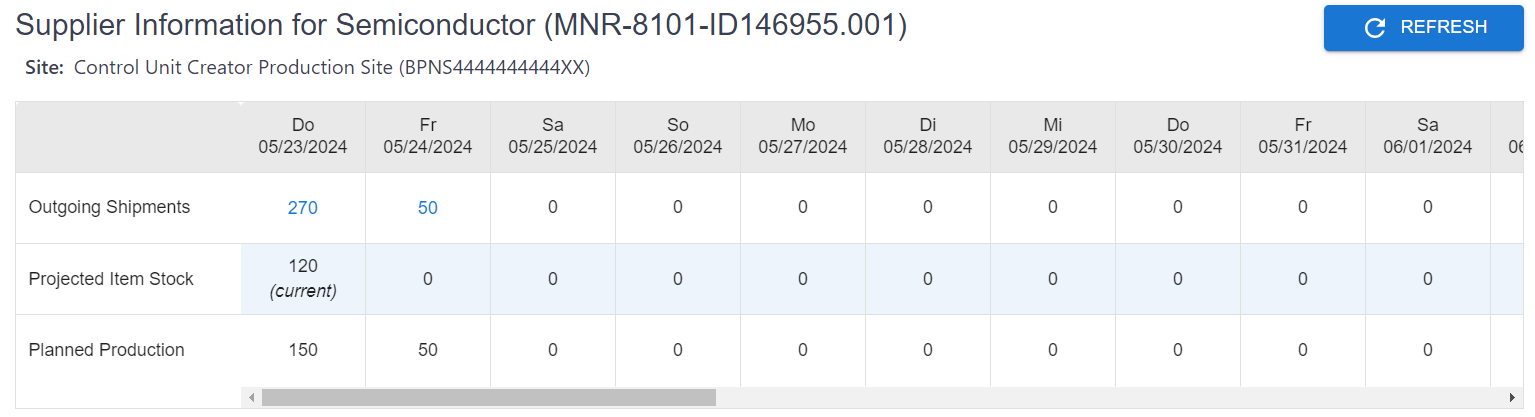 Supplier Information for Semiconductor (MNR-8101-ID146955.001)
REFRESH
Site: Control Unit Creator Production Site (BPNS4444444444XX)
Do Fr Sa So Mo Di Mi Do Fr Sa
05/23/2024 05/24/2024 05/25/2024 05/26/2024 05/27/2024 05/28/2024 05/29/2024 05/30/2024 05/31/2024 06/01/2024
Outgoing Shipments 270 50 0 0 0 0 0 0 0 0
Projected Item Stock 120 (current) 0 0 0 0 0 0 0 0 0
Planned Production 150 50 0 0 0 0 0 0 0 0